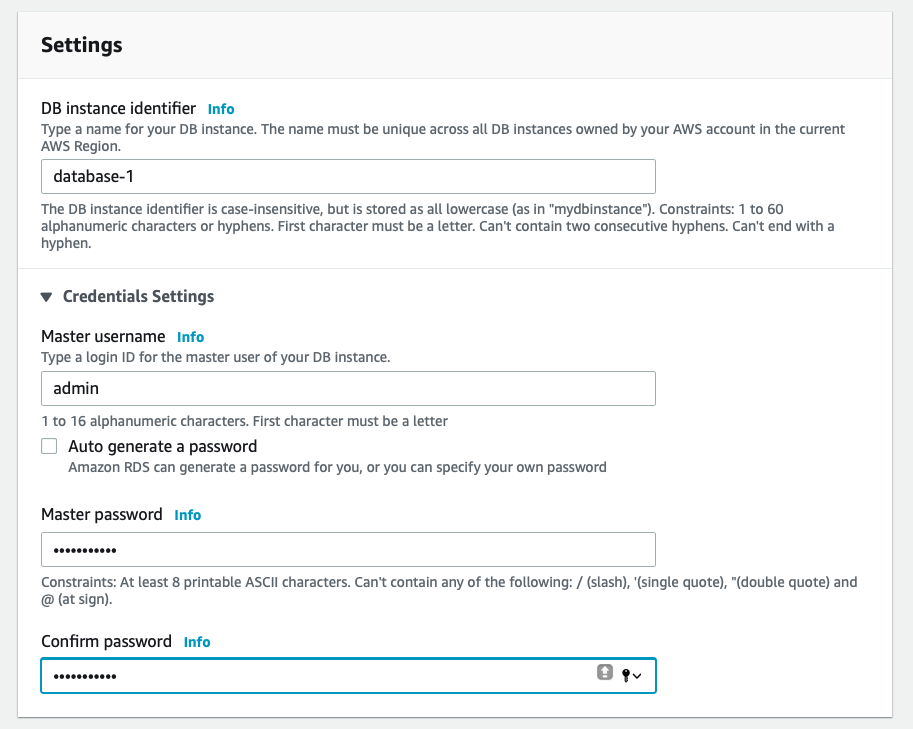 Settings
DB instance identifier Info
Type a name for your DB instance. The name must be unique across all DB instances owned by your AWS account in the current
AWS Region.
database-1
The DB instance identifier is case-insensitive, but is stored as all lowercase (as in "mydbinstance"). Constraints: 1 to 60
alphanumeric characters or hyphens. First character must be a letter. Can't contain two consecutive hyphens. Can't end with a
hyphen.
Credentials Settings
Master username Info
Type a login ID for the master user of your DB instance.
admin
1 to 16 alphanumeric characters. First character must be a letter
Auto generate a password
Amazon RDS can generate a password for you, or you can specify your own password
Master password Info
•••••••••••
Constraints: At least 8 printable ASCII characters. Can't contain any of the following: / (slash), '(single quote), "(double quote) and
@ (at sign).
Confirm password Info
•••••••••••